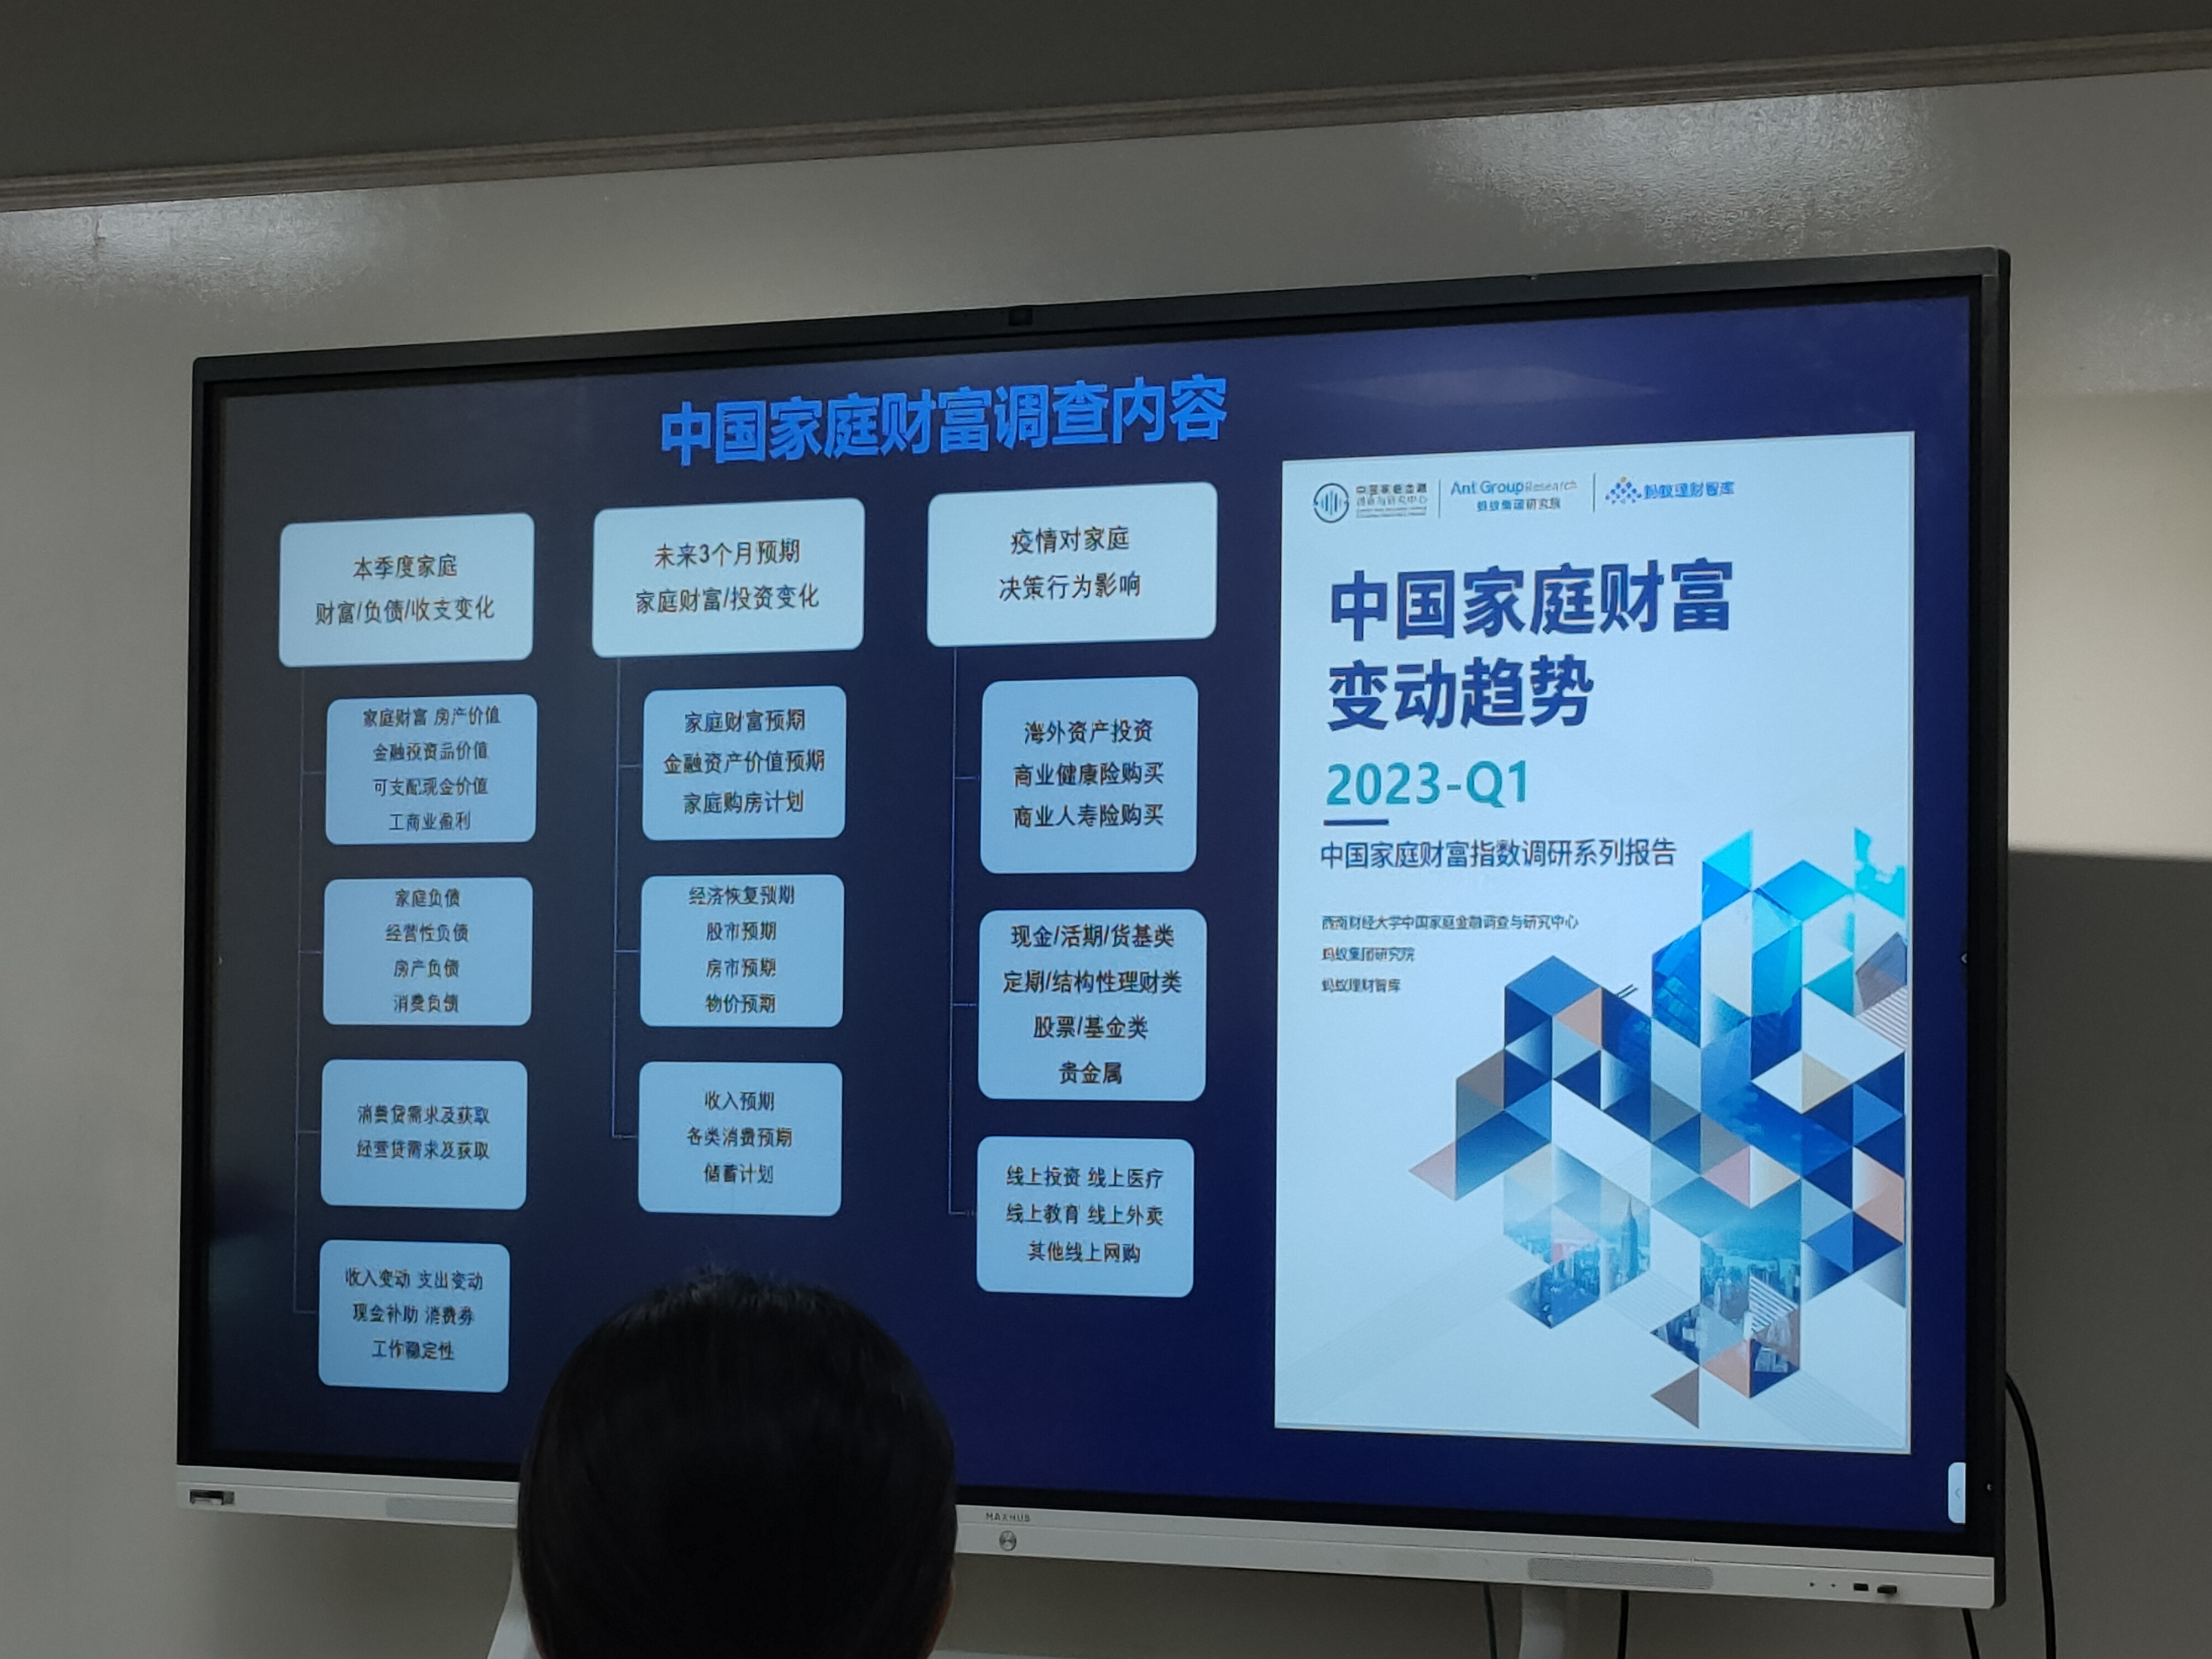 中国家庭财富调查内容
本季度家庭
财富/负债/收支变化
家庭财富 房产价值
金融投资品价值
可支配现金价值
工商业盈利
家庭负债
经营性负债
房产负债
消费负债
消费贷需求及获取
经营贷需求及获取
收入变动 支出变动
现金补助 消费券
工作稳定性
未来3个月预期
家庭财富/投资变化
家庭财富预期
金融资产价值预期
家庭购房计划
经济恢复预期
股市预期
房市预期
物价预期
收入预期
各类消费预期
储蓄计划
疫情对家庭
决策行为影响
海外资产投资
商业健康险购买
商业人寿险购买
现金/活期/货基类
定期/结构性理财类
股票/基金类
贵金属
线上投资 线上医疗
线上教育 线上外卖
其他线上网购
中国家庭金融
调查与研究中心
Ant Group Research
蚂蚁集团研究院
蚂蚁理财智库
中国家庭财富
变动趋势
2023-Q1
中国家庭财富指数调研系列报告
西南财经大学中国家庭金融调查与研究中心
蚂蚁集团研究院
蚂蚁理财智库
MAXHUB